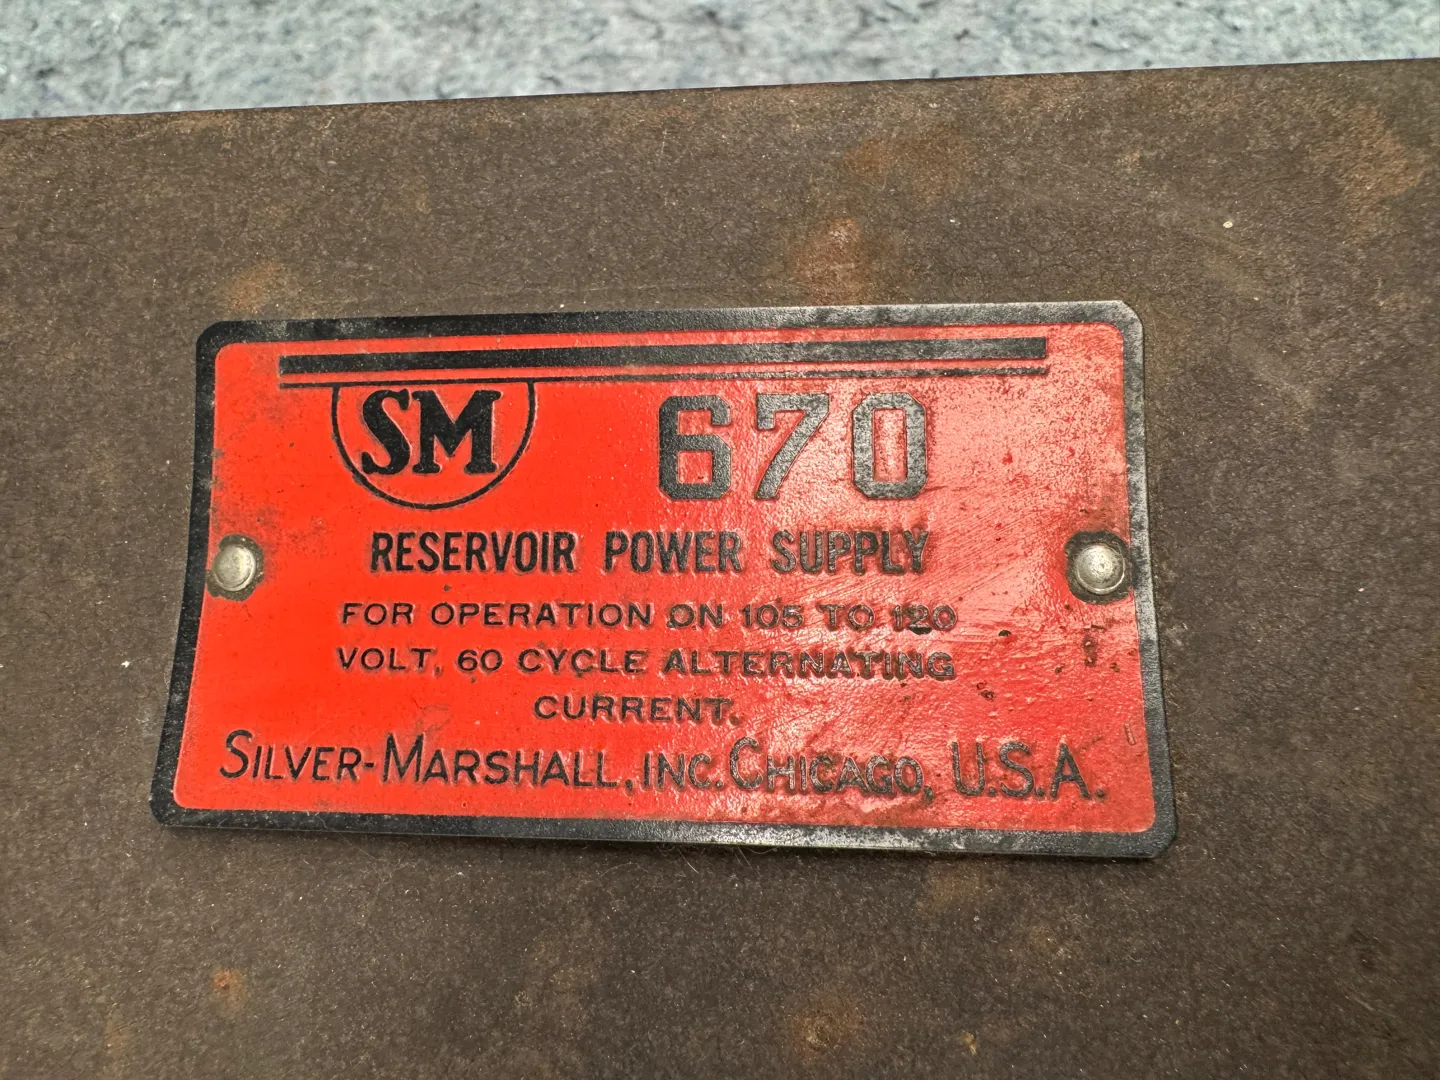 SM 670
RESERVOIR POWER SUPPLY
FOR OPERATION ON 105 TO 120
VOLT, 60 CYCLE ALTERNATING
CURRENT.
SILVER-MARSHALL, INC. CHICAGO, U.S.A.